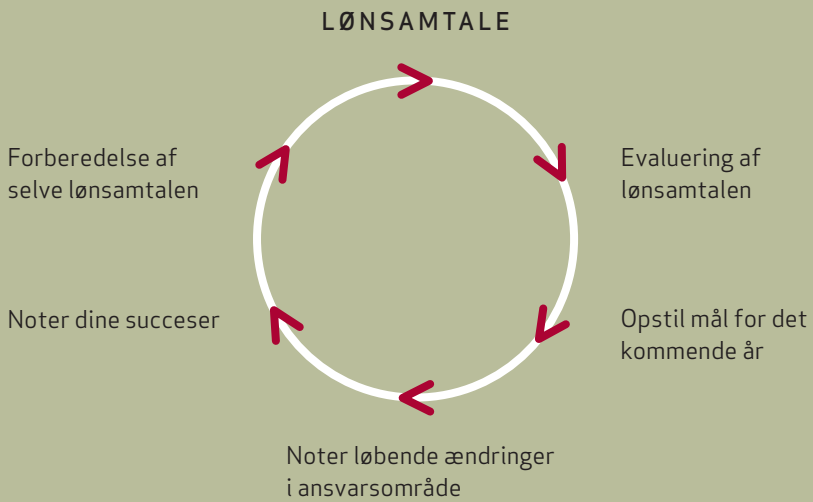 LØNSAMTALE
Evaluering af
lønsamtalen
Opstil mål for det
kommende år
Noter løbende ændringer
i ansvarsområde
Noter dine succeser
Forberedelse af
selve lønsamtalen